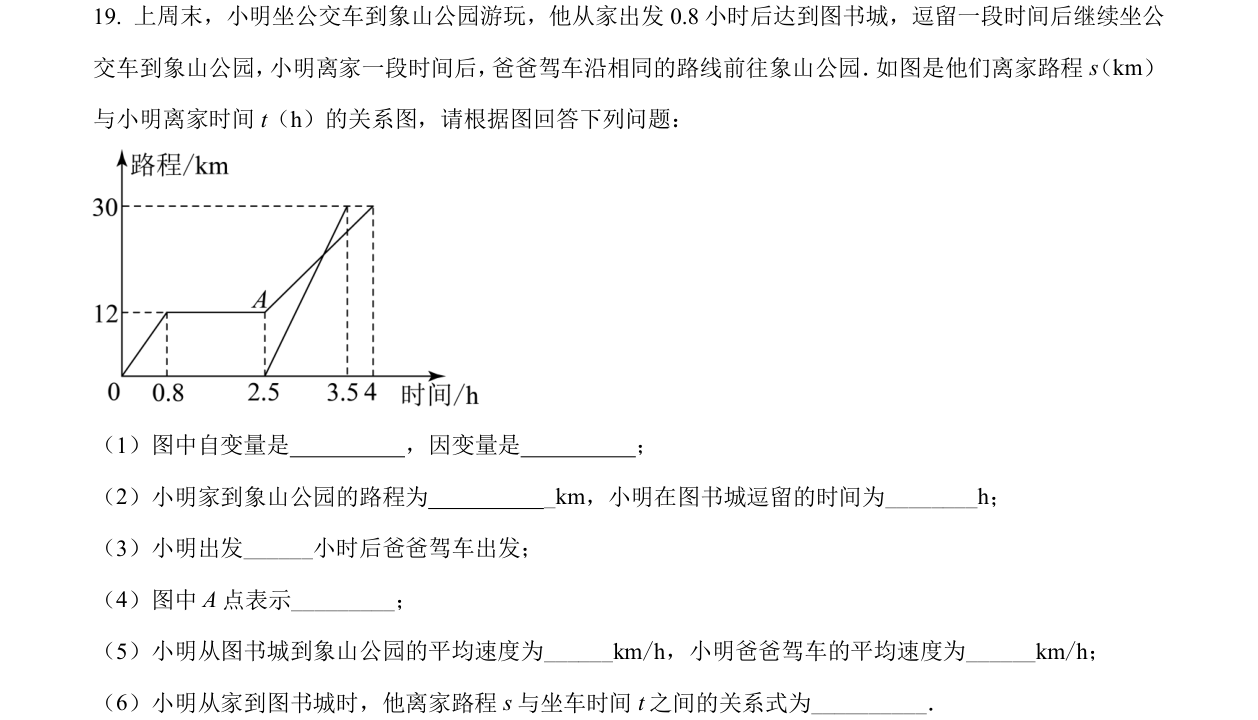 19. 上周末，小明坐公交车到象山公园游玩，他从家出发 0.8 小时后达到图书城，逗留一段时间后继续坐公
交车到象山公园，小明离家一段时间后，爸爸驾车沿相同的路线前往象山公园．如图是他们离家路程 s（km）
与小明离家时间 t（h）的关系图，请根据图回答下列问题：
路程/km
30
A
12
0 0.8 2.5 3.5 4 时间/h
（1）图中自变量是__________，因变量是__________；
（2）小明家到象山公园的路程为___________km，小明在图书城逗留的时间为________h；
（3）小明出发______小时后爸爸驾车出发；
（4）图中 A 点表示_________；
（5）小明从图书城到象山公园的平均速度为______km/h，小明爸爸驾车的平均速度为______km/h；
（6）小明从家到图书城时，他离家路程 s 与坐车时间 t 之间的关系式为__________．